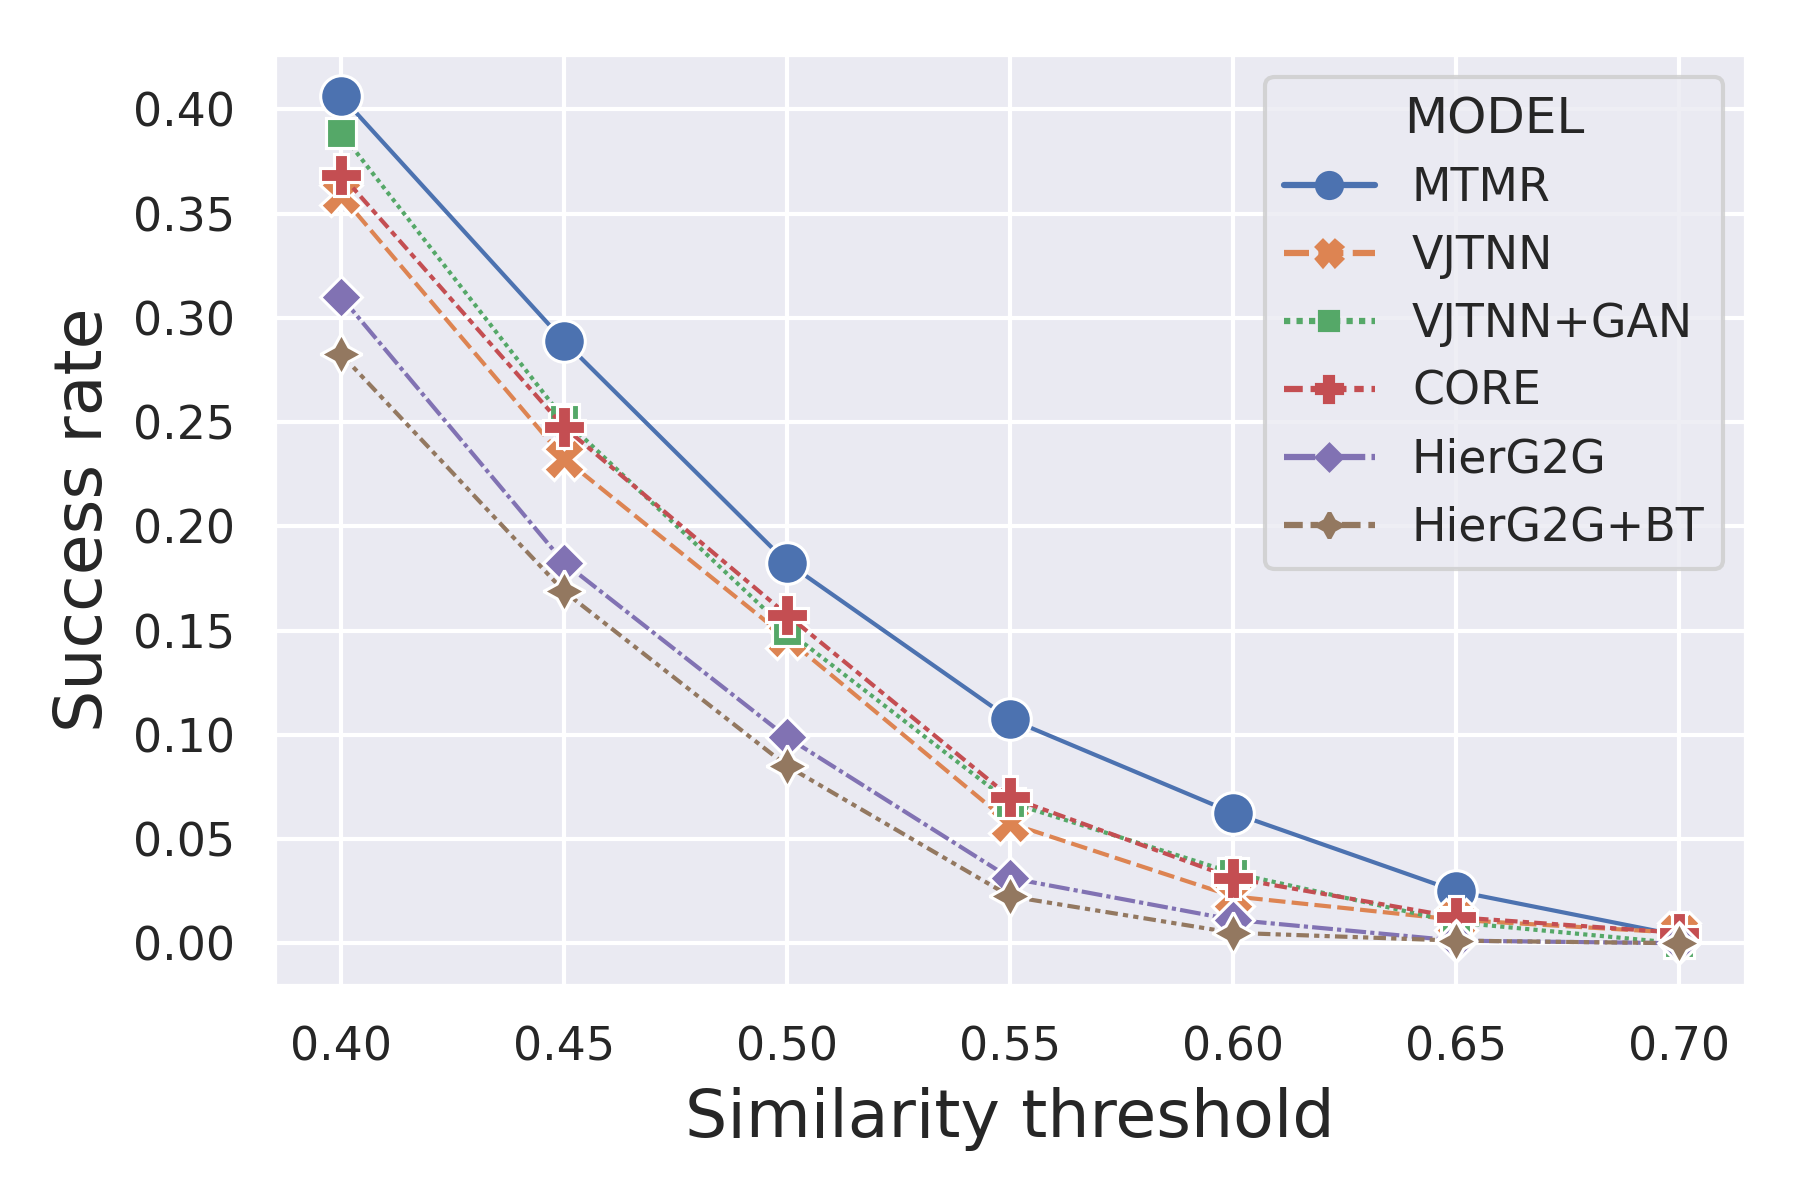 Success rate
0.40
0.35
0.30
0.25
0.20
0.15
0.10
0.05
0.00
MODEL
MTMR
VJTNN
VJTNN+GAN
CORE
HierG2G
HierG2G+BT
0.40 0.45 0.50 0.55 0.60 0.65 0.70
Similarity threshold